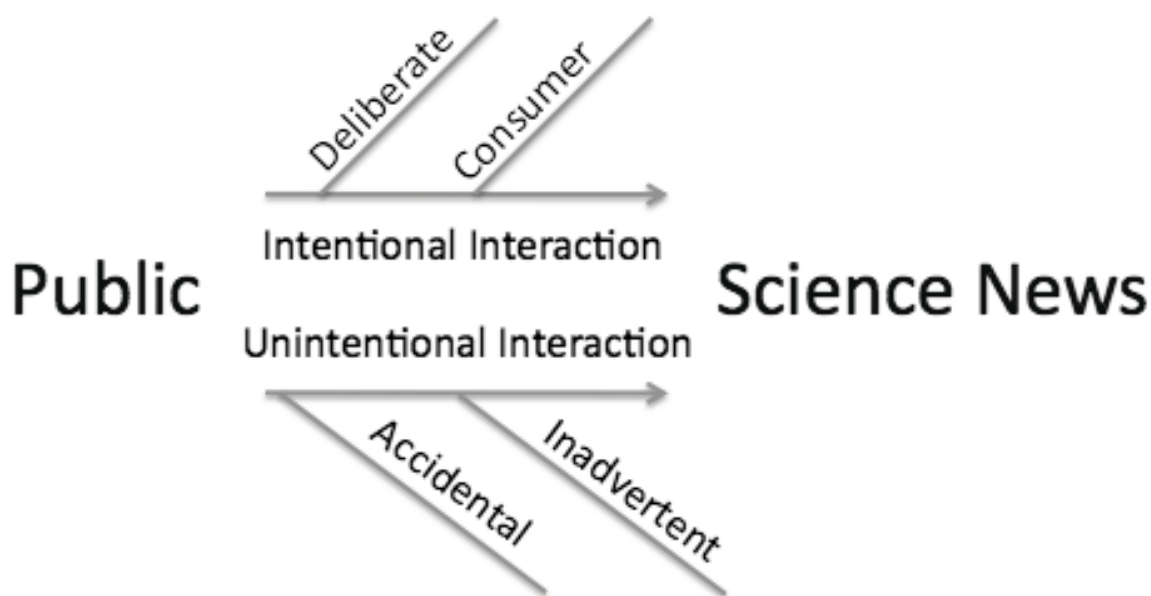 Deliberate
Consumer
Intentional Interaction
Public
Science News
Unintentional Interaction
Accidental
Inadvertent